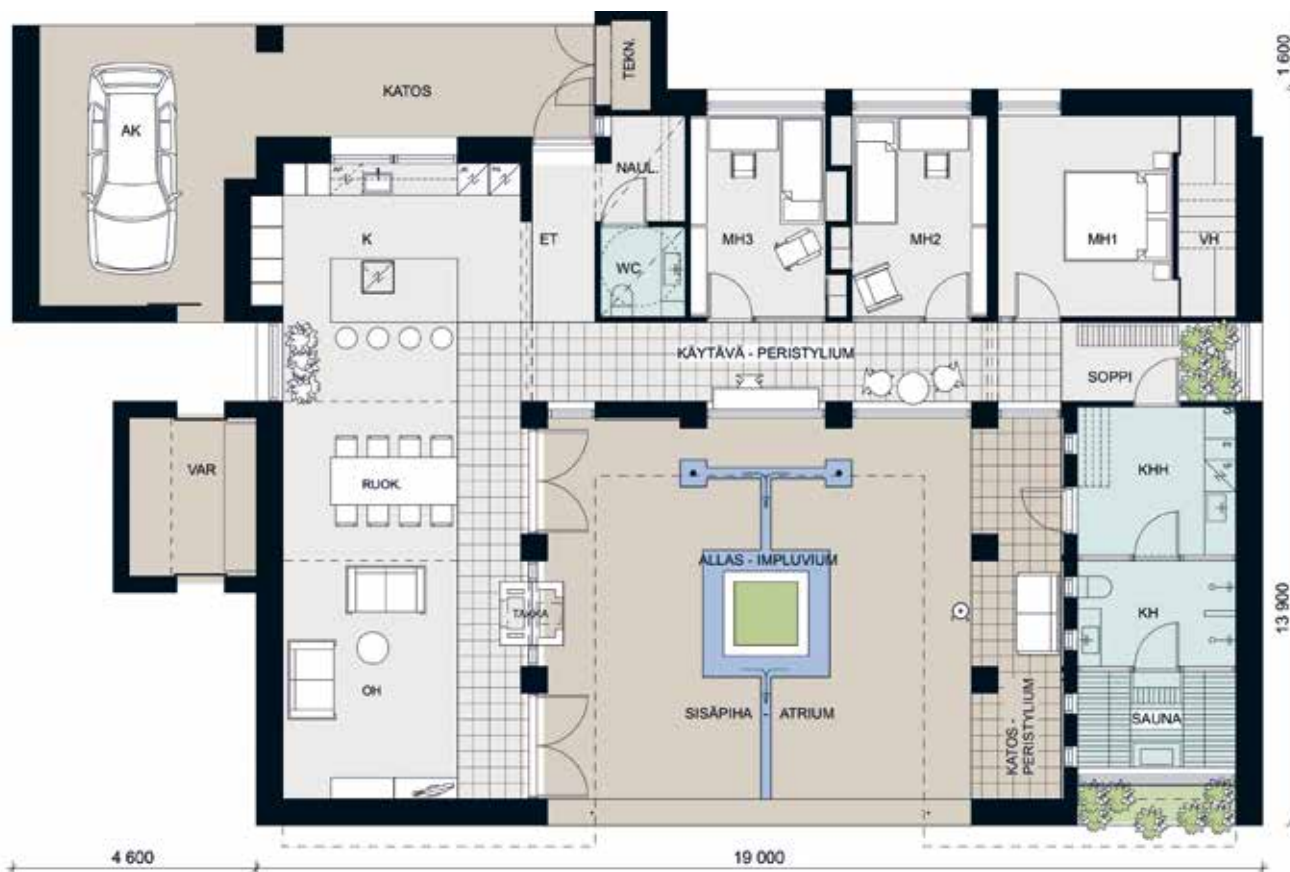 TEKN.
1 600
KATOS
AK
NAUL.
K
ET
WC
MH3
MH2
MH1
VH
KÄYTÄVÄ - PERISTYLIUM
SOPPI
VAR
RUOK.
KHH
ALLAS - IMPLUVIUM
TAKKA
KH
13 900
OH
SISÄPIHA - ATRIUM
KATOS -
PERISTYLIUM
SAUNA
4 600
19 000